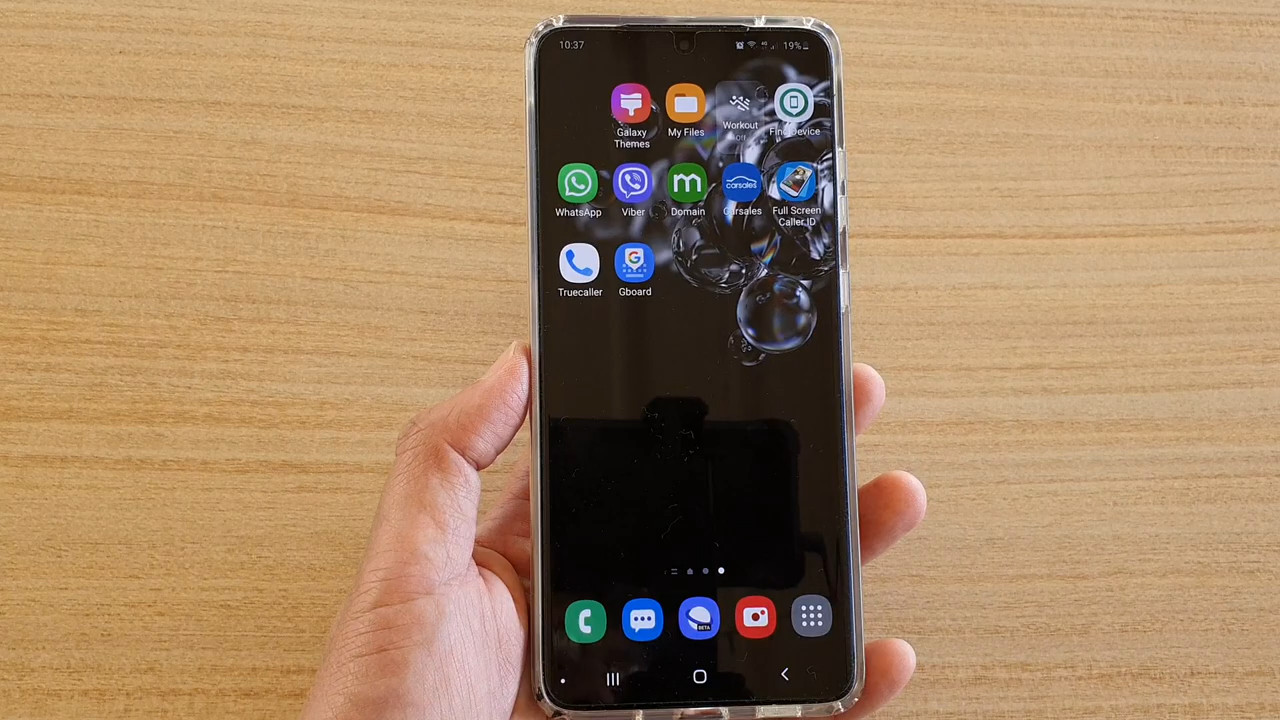 10:37
19%
Galaxy
Themes
My Files
Workout
Find Device
WhatsApp
Viber
m
Domain
carsales
Carsales
Full Screen
Caller ID
G
Truecaller
Gboard
BETA